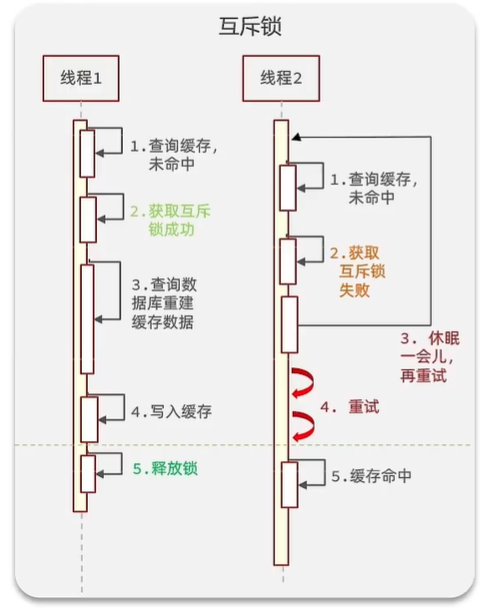 互斥锁
线程1
1.查询缓存，
未命中
2.获取互斥
锁成功
3.查询数
据库重建
缓存数据
4.写入缓存
5.释放锁
线程2
1.查询缓存，
未命中
2.获取
互斥锁
失败
3. 休眠
一会儿，
再重试
4. 重试
5.缓存命中